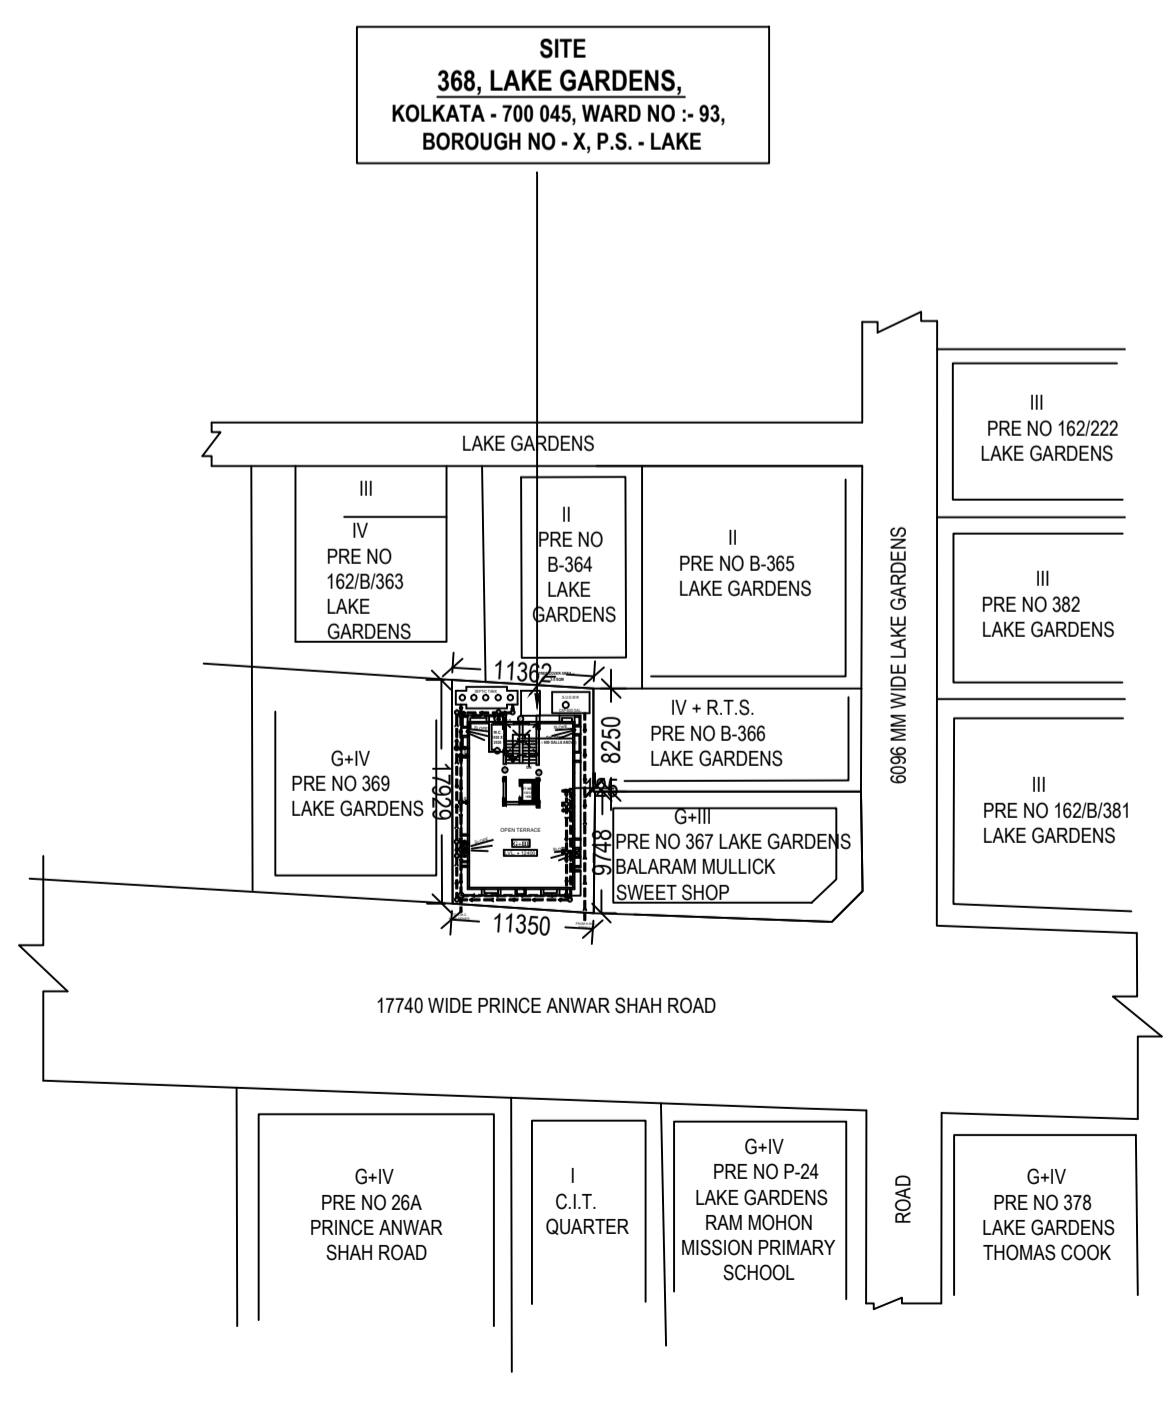 SITE
368, LAKE GARDENS,
KOLKATA - 700 045, WARD NO :- 93,
BOROUGH NO - X, P.S. - LAKE
LAKE GARDENS
III
IV
PRE NO
162/B/363
LAKE
GARDENS
II
PRE NO
B-364
LAKE
GARDENS
II
PRE NO B-365
LAKE GARDENS
6096 MM WIDE LAKE GARDENS
III
PRE NO 162/222
LAKE GARDENS
III
PRE NO 382
LAKE GARDENS
III
PRE NO 162/B/381
LAKE GARDENS
11362
8250
17929
9748
11350
SEPTIC TANK
OPEN TERRACE
IV + R.T.S.
PRE NO B-366
LAKE GARDENS
G+III
PRE NO 367 LAKE GARDENS
BALARAM MULLICK
SWEET SHOP
G+IV
PRE NO 369
LAKE GARDENS
17740 WIDE PRINCE ANWAR SHAH ROAD
G+IV
PRE NO 26A
PRINCE ANWAR
SHAH ROAD
I
C.I.T.
QUARTER
G+IV
PRE NO P-24
LAKE GARDENS
RAM MOHON
MISSION PRIMARY
SCHOOL
ROAD
G+IV
PRE NO 378
LAKE GARDENS
THOMAS COOK